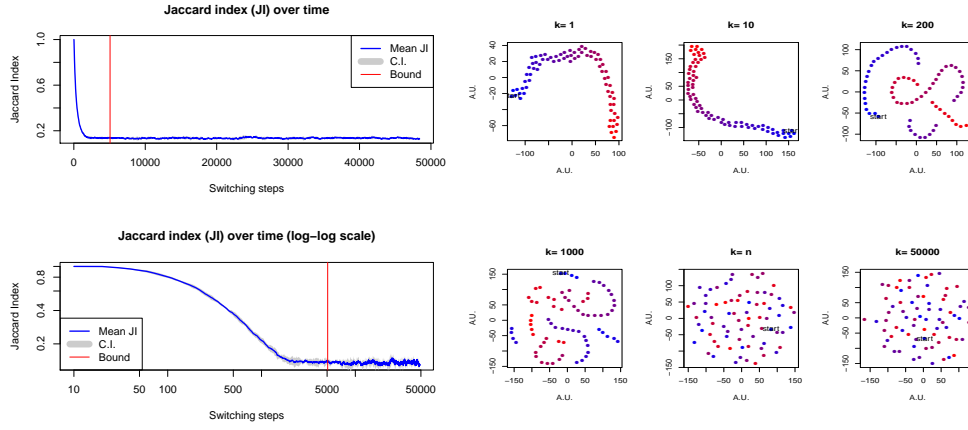 Jaccard index (JI) over time
Jaccard Index
1.0
0.6
0.2
0 10000 20000 30000 40000 50000
Switching steps
Mean JI
C.I.
Bound
k= 1
A.U.
40
20
0
−20
−60
start
−100 −50 0 50 100
A.U.
k= 10
A.U.
150
100
50
0
−50
−100
start
−50 0 50 100 150
A.U.
k= 200
A.U.
100
50
0
−50
−100
start
−100 −50 0 50 100
A.U.
Jaccard index (JI) over time (log−log scale)
Jaccard Index
0.8
0.4
0.2
Mean JI
C.I.
Bound
10 50 100 500 5000 50000
Switching steps
k= 1000
A.U.
150
50
0
−50
−150
start
−150 −50 0 50 150
A.U.
k= n
A.U.
150
50
0
−50
−150
start
−150 −50 0 50 150
A.U.
k= 50000
A.U.
150
50
0
−50
−150
start
−150 −50 0 50 150
A.U.